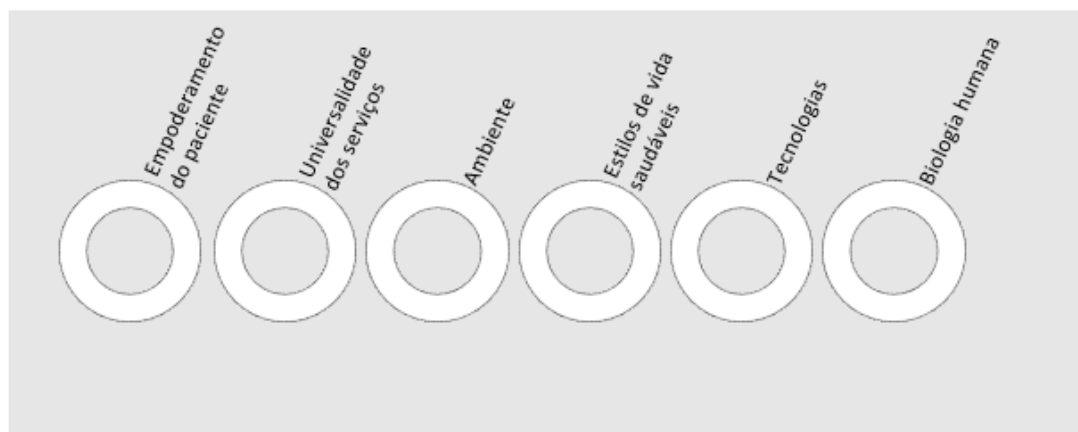 Empoderamento
do paciente
Universalidade
dos serviços
Ambiente
Estilos de vida
saudáveis
Tecnologias
Biologia humana